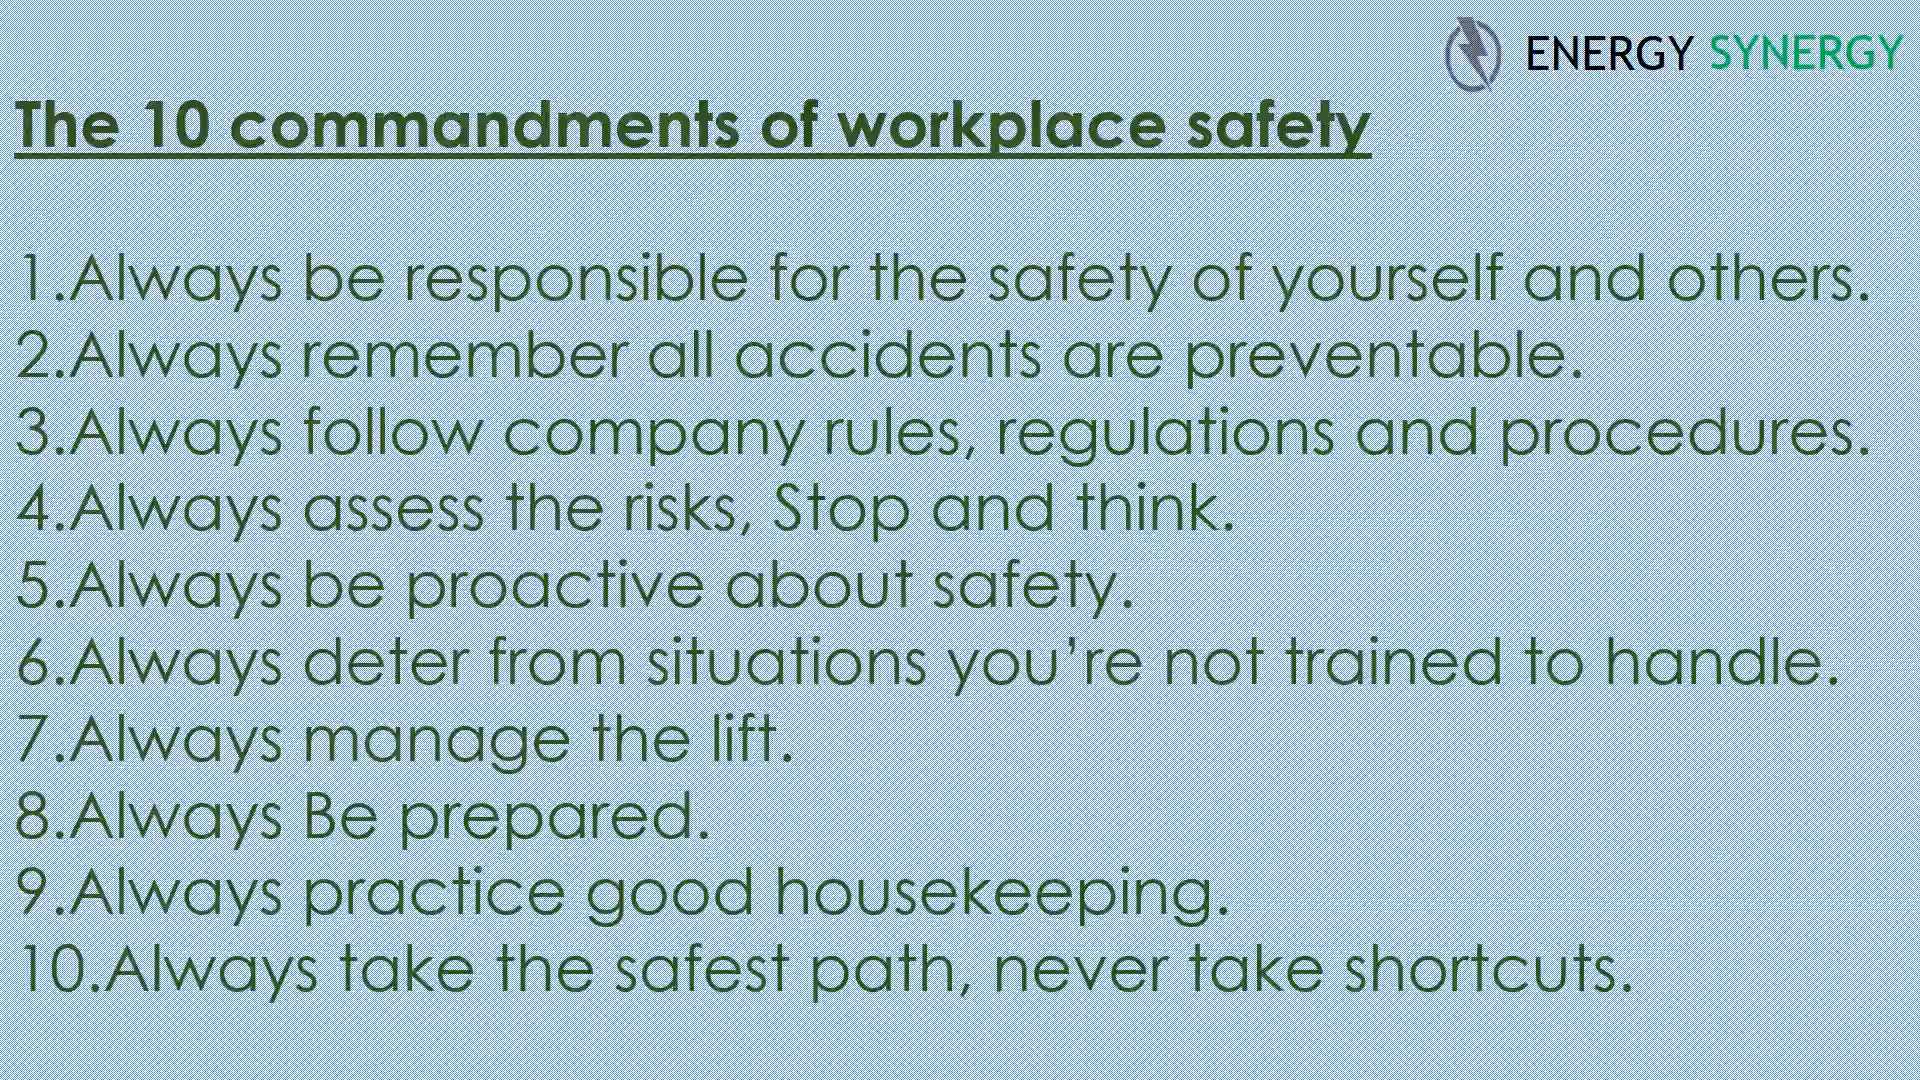 ENERGY SYNERGY
The 10 commandments of workplace safety
1.Always be responsible for the safety of yourself and others.
2.Always remember all accidents are preventable.
3.Always follow company rules, regulations and procedures.
4.Always assess the risks, Stop and think.
5.Always be proactive about safety.
6.Always deter from situations you’re not trained to handle.
7.Always manage the lift.
8.Always Be prepared.
9.Always practice good housekeeping.
10.Always take the safest path, never take shortcuts.